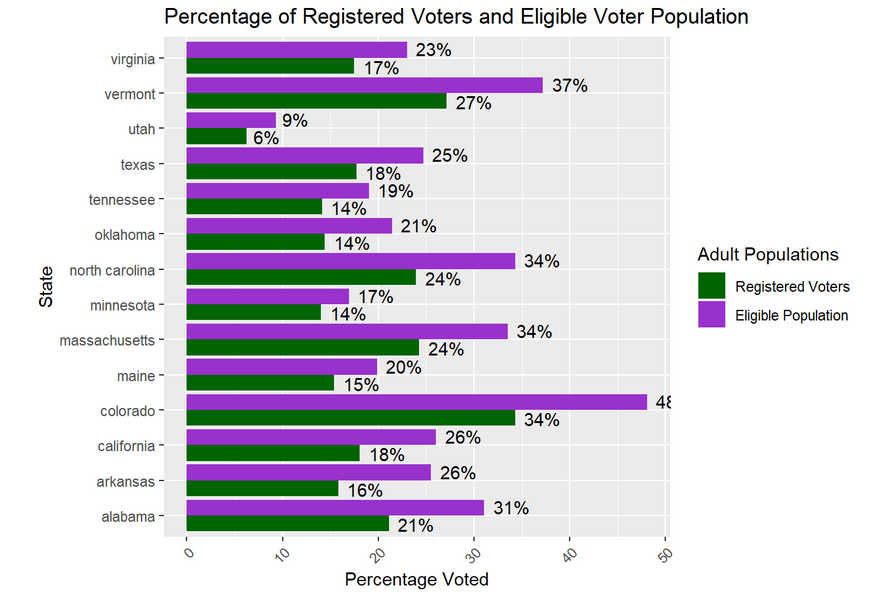 Percentage of Registered Voters and Eligible Voter Population
virginia
23%
17%
vermont
37%
27%
utah
9%
6%
texas
25%
18%
tennessee
19%
14%
oklahoma
21%
14%
north carolina
34%
24%
minnesota
17%
14%
massachusetts
34%
24%
maine
20%
15%
colorado
48
34%
california
26%
18%
arkansas
26%
16%
alabama
31%
21%
State
0 10 20 30 40 50
Percentage Voted
Adult Populations
Registered Voters
Eligible Population